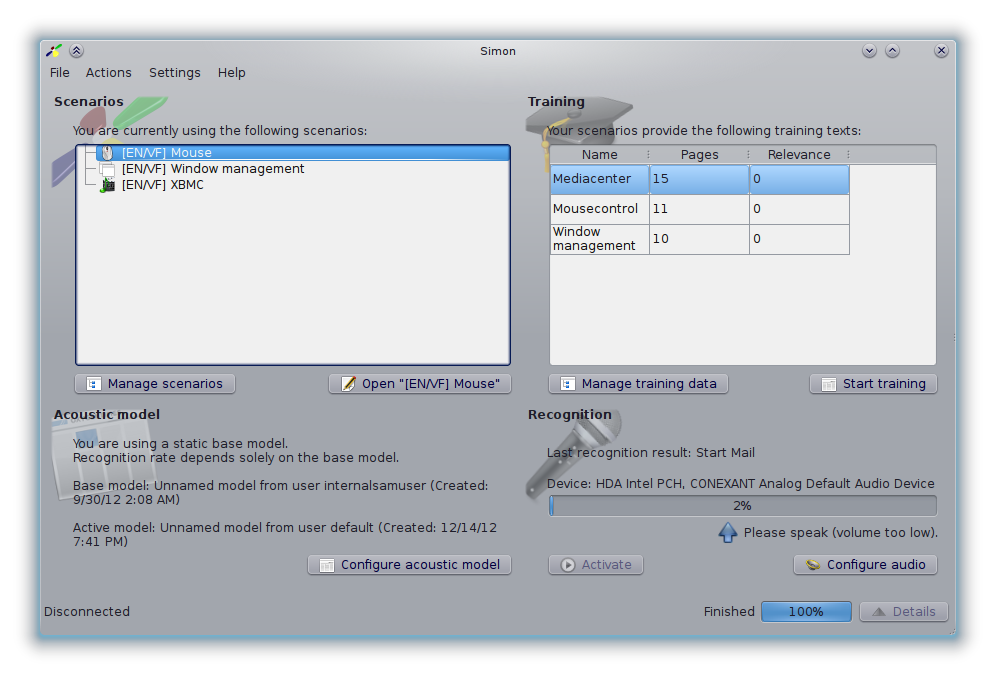 Simon
File Actions Settings Help
Scenarios
You are currently using the following scenarios:
[EN/VF] Mouse
[EN/VF] Window management
[EN/VF] XBMC
Manage scenarios
Open "[EN/VF] Mouse"
Training
Your scenarios provide the following training texts:
Name Pages Relevance
Mediacenter 15 0
Mousecontrol 11 0
Window
management 10 0
Manage training data
Start training
Acoustic model
You are using a static base model.
Recognition rate depends solely on the base model.
Base model: Unnamed model from user internalsamuser (Created:
9/30/12 2:08 AM)
Active model: Unnamed model from user default (Created: 12/14/12
7:41 PM)
Configure acoustic model
Recognition
Last recognition result: Start Mail
Device: HDA Intel PCH, CONEXANT Analog Default Audio Device
2%
Please speak (volume too low).
Activate
Configure audio
Disconnected
Finished 100% Details